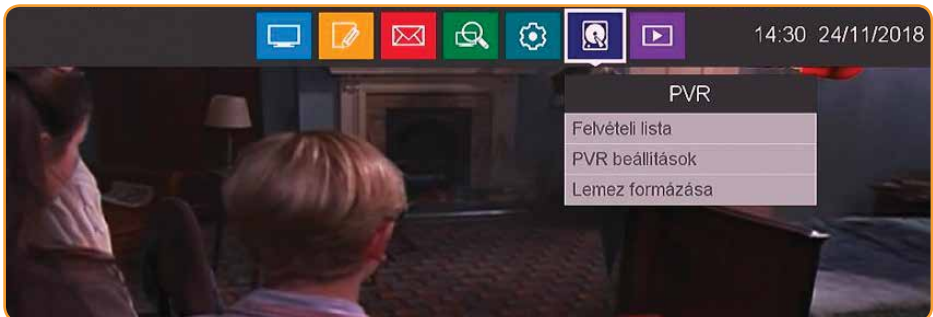 14:30 24/11/2018
PVR
Felvételi lista
PVR beállítások
Lemez formázása